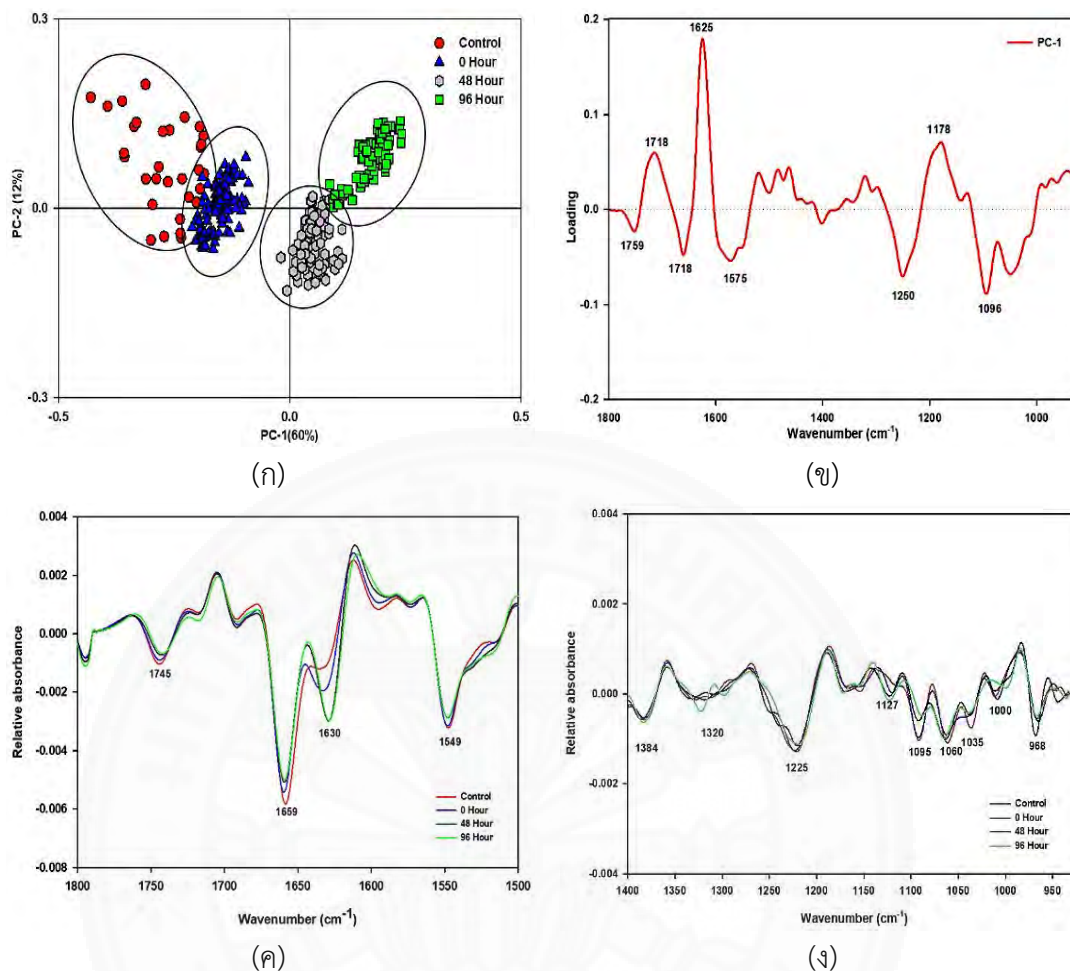 0.3
Control
0 Hour
48 Hour
96 Hour
PC-2 (12%)
0.0
-0.3
-0.5
0.0
0.5
PC-1(60%)
(ก)
0.2
1625
PC-1
0.1
1718
1178
Loading
0.0
1759
1718
1575
1250
1096
-0.1
-0.2
1800
1600
1400
1200
1000
Wavenumber (cm-1)
(ข)
0.004
0.002
0.000
Relative absorbance
1745
-0.002
1630
1549
-0.004
1659
Control
0 Hour
48 Hour
96 Hour
-0.006
-0.008
1800
1750
1700
1650
1600
1550
1500
Wavenumber (cm-1)
(ค)
0.004
0.002
Relative absorbance
0.000
1384
1320
1225
1127
1095
1060
1035
1000
968
-0.002
Control
0 Hour
48 Hour
96 Hour
-0.004
1400
1350
1300
1250
1200
1150
1100
1050
1000
950
Wavenumber (cm-1)
(ง)